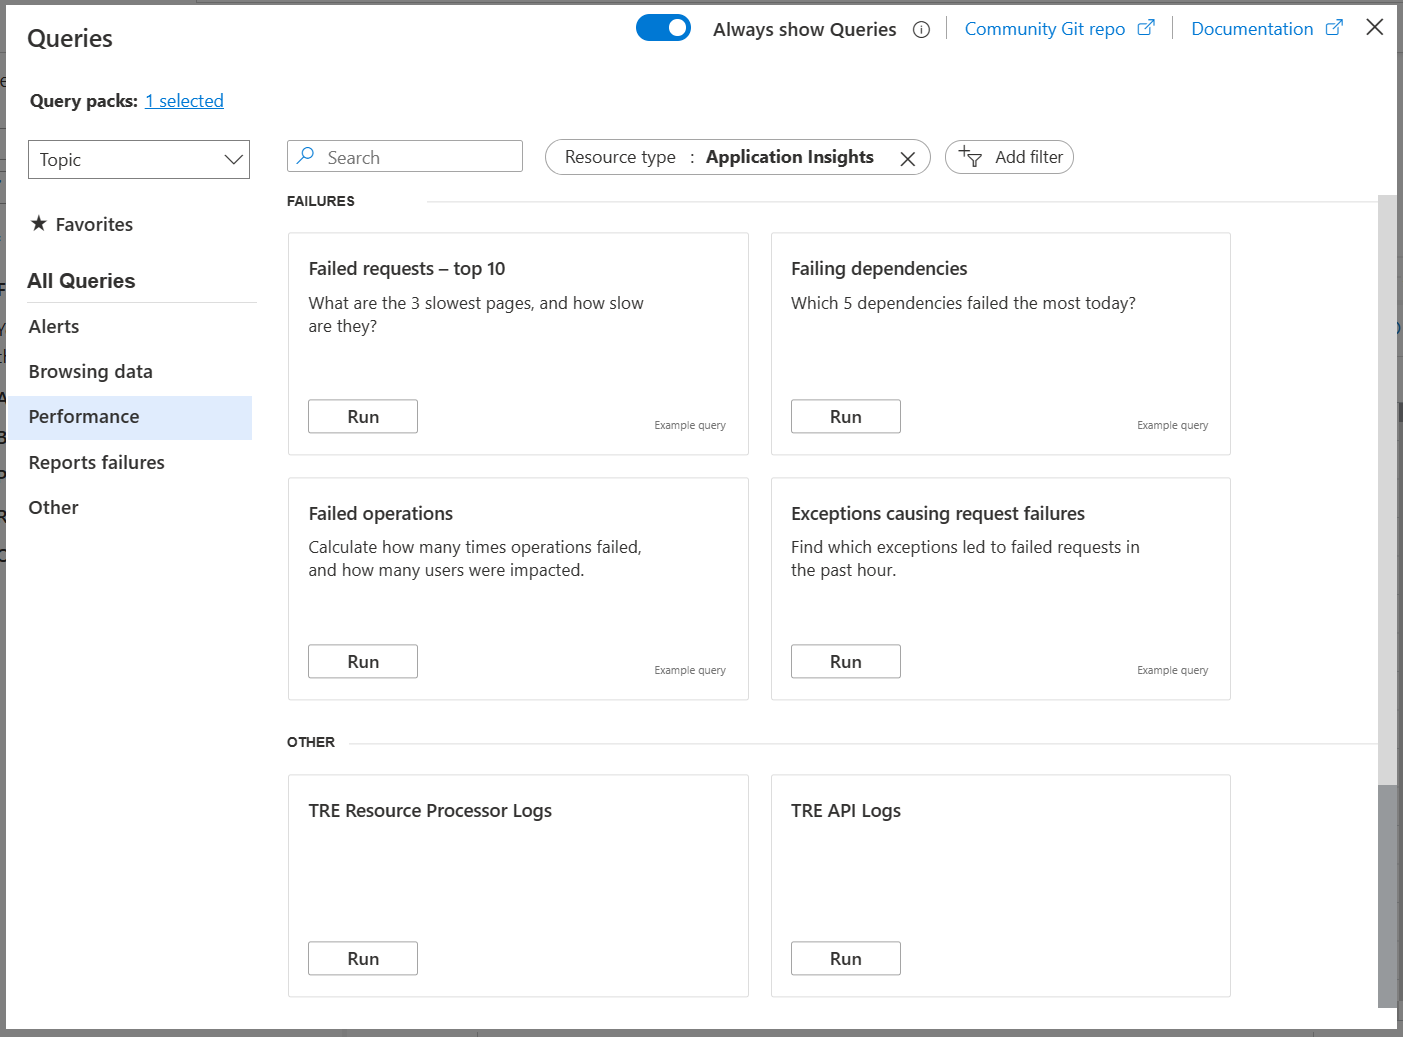 Queries
Always show Queries
Community Git repo
Documentation
Query packs: 1 selected
Topic
Search
Resource type : Application Insights
Add filter
Favorites
All Queries
Alerts
Browsing data
Performance
Reports failures
Other
FAILURES
Failed requests – top 10
What are the 3 slowest pages, and how slow
are they?
Run
Example query
Failing dependencies
Which 5 dependencies failed the most today?
Run
Example query
Failed operations
Calculate how many times operations failed,
and how many users were impacted.
Run
Example query
Exceptions causing request failures
Find which exceptions led to failed requests in
the past hour.
Run
Example query
OTHER
TRE Resource Processor Logs
Run
TRE API Logs
Run